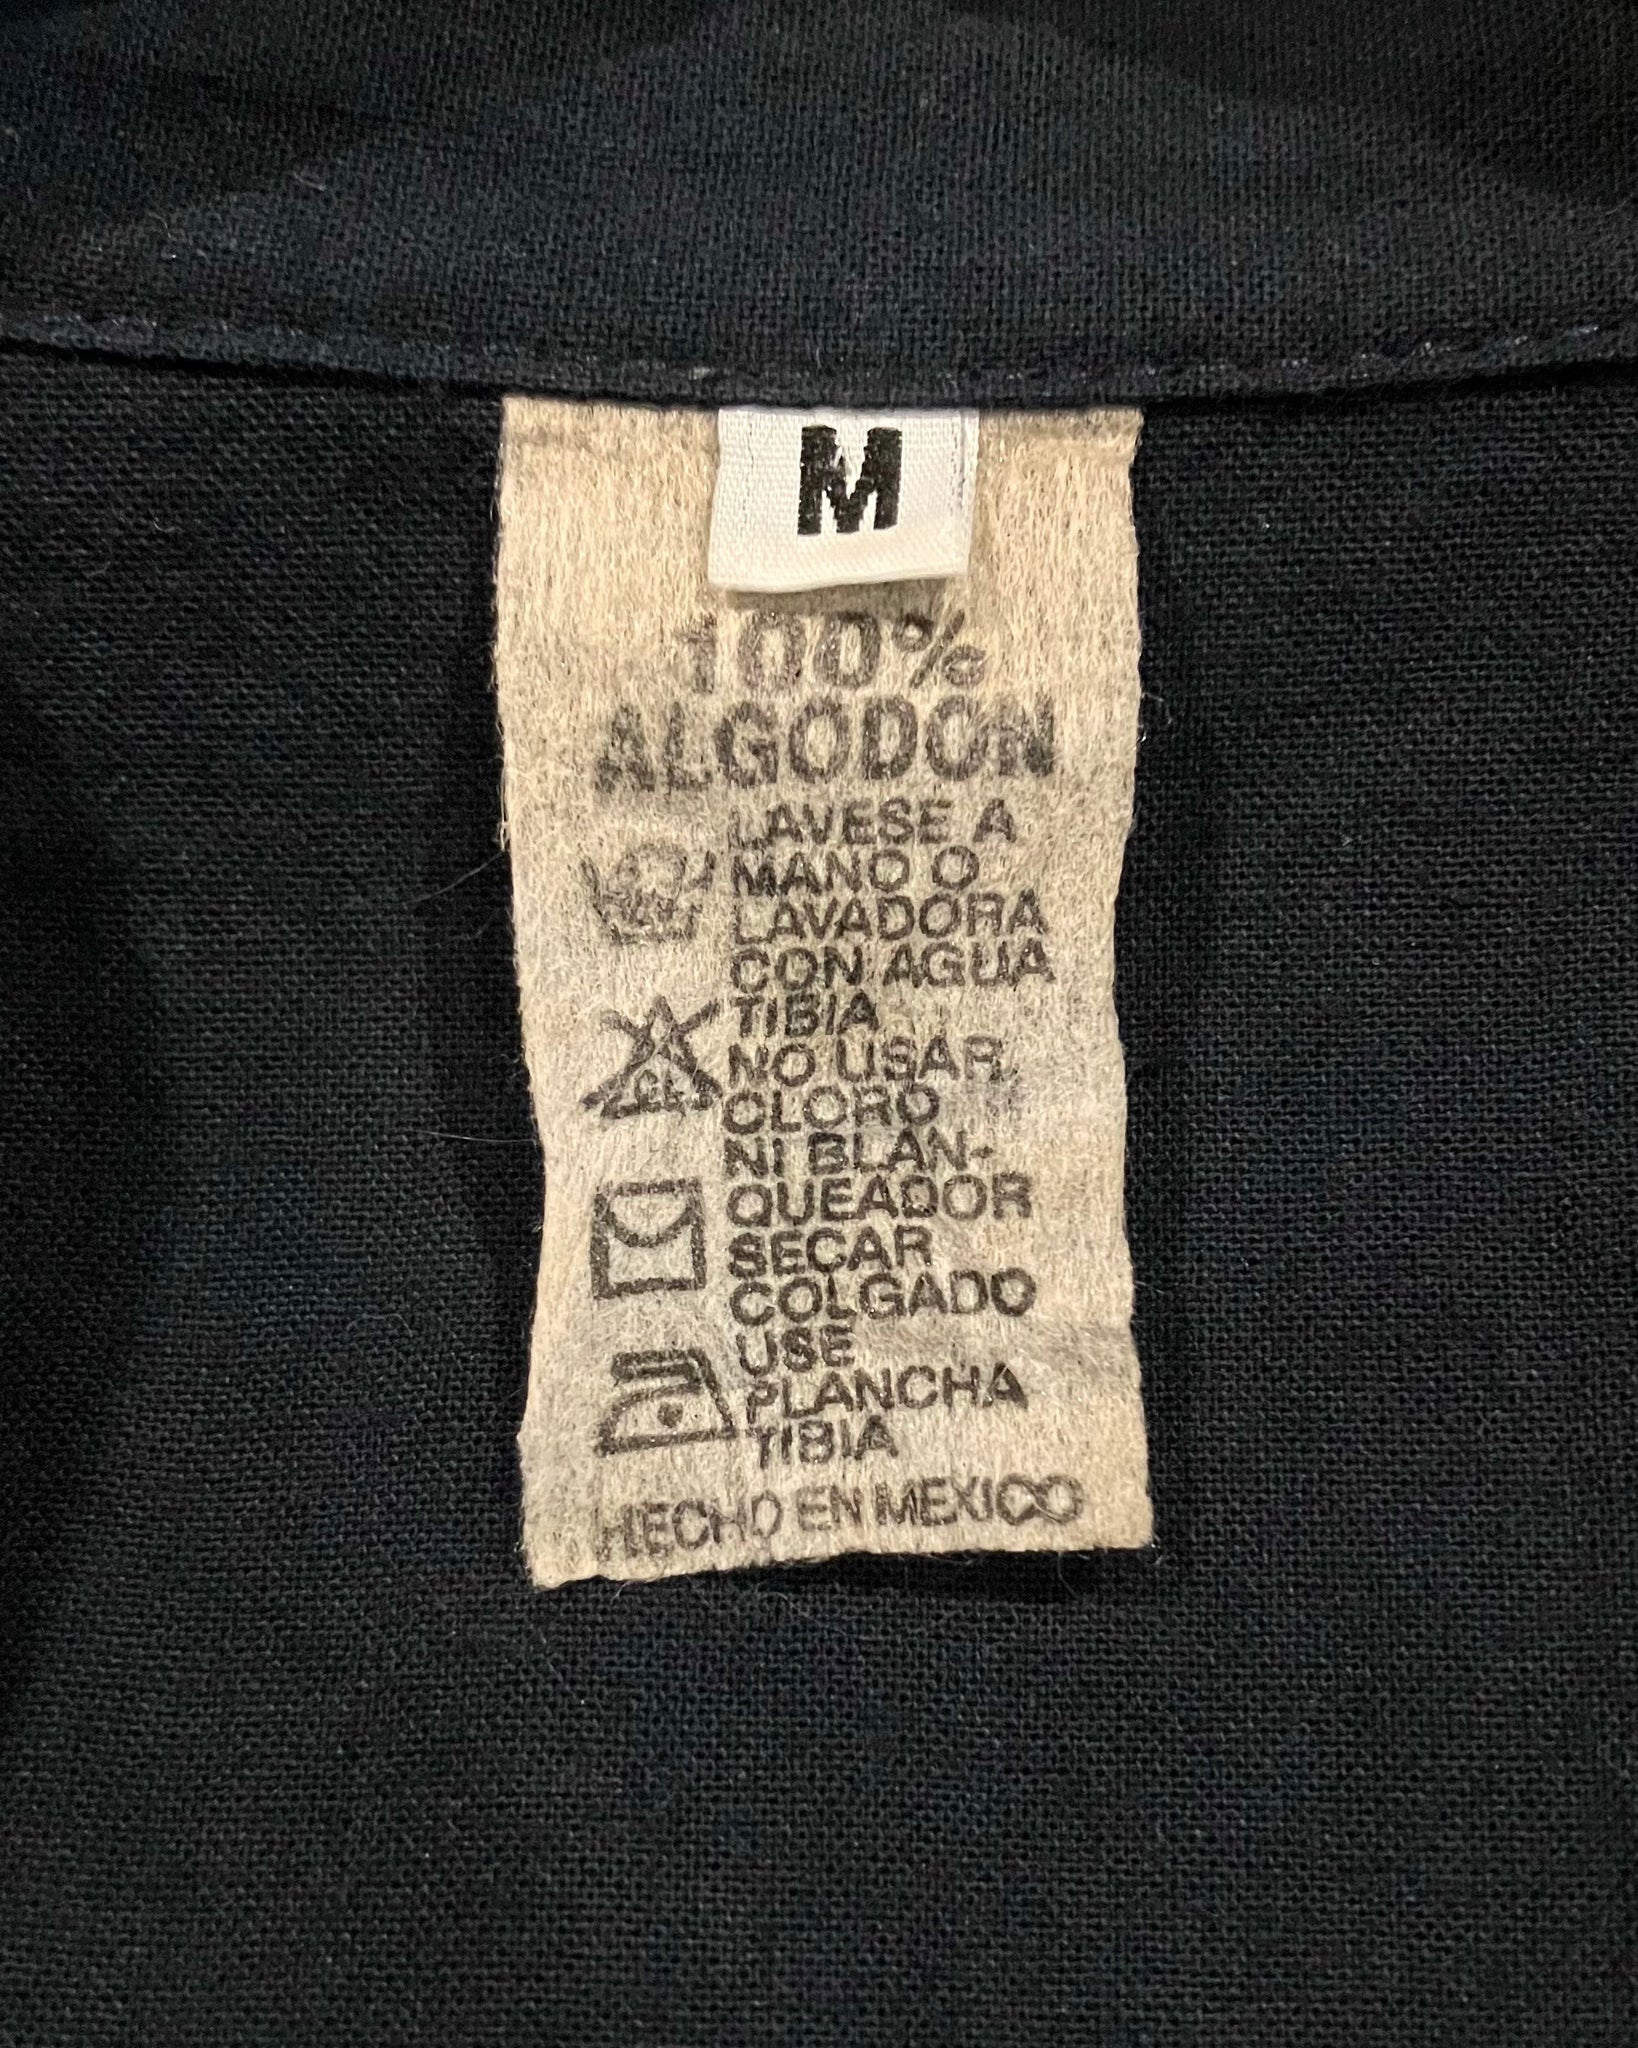 M
100%
ALGODON
LAVESE A
MANO O
LAVADORA
CON AGUA
TIBIA
NO USAR
CL
CLORO
NI BLAN-
QUEADOR
SECAR
COLGADO
USE
PLANCHA
TIBIA
HECHO EN MEXICO